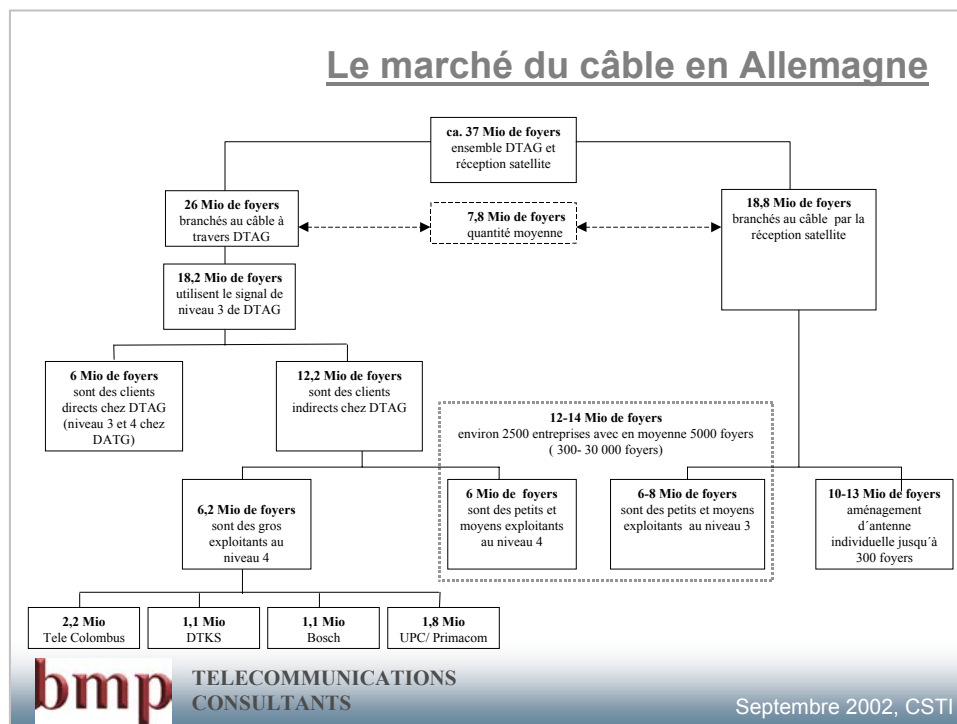 Le marché du câble en Allemagne
ca. 37 Mio de foyers
ensemble DTAG et
réception satellite
26 Mio de foyers
branchés au câble à
travers DTAG
7,8 Mio de foyers
quantité moyenne
18,8 Mio de foyers
branchés au câble par la
réception satellite
18,2 Mio de foyers
utilisent le signal de
niveau 3 de DTAG
6 Mio de foyers
sont des clients
directs chez DTAG
(niveau 3 et 4 chez
DATG)
12,2 Mio de foyers
sont des clients
indirects chez DTAG
12-14 Mio de foyers
environ 2500 entreprises avec en moyenne 5000 foyers
( 300- 30 000 foyers)
6,2 Mio de foyers
sont des gros
exploitants au
niveau 4
6 Mio de foyers
sont des petits et
moyens exploitants
au niveau 4
6-8 Mio de foyers
sont des petits et moyens
exploitants au niveau 3
10-13 Mio de foyers
aménagement
d´antenne
individuelle jusqu´à
300 foyers
2,2 Mio
Tele Colombus
1,1 Mio
DTKS
1,1 Mio
Bosch
1,8 Mio
UPC/ Primacom
bmp
TELECOMMUNICATIONS
CONSULTANTS
Septembre 2002, CSTI